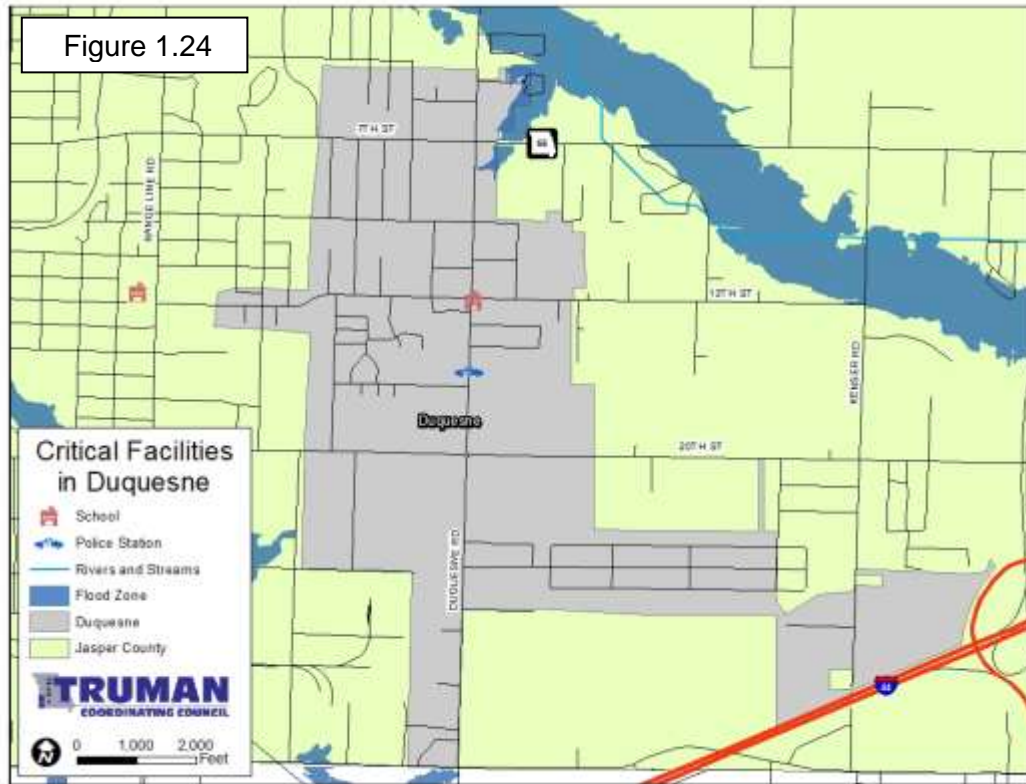 Figure 1.24
7TH ST
66
RANGE LINE RD
13TH ST
KENSER RD
Duquesne
20TH ST
DUQUESNE RD
44
Critical Facilities
in Duquesne
School
Police Station
Rivers and Streams
Flood Zone
Duquesne
Jasper County
TRUMAN
COORDINATING COUNCIL
N
0 1,000 2,000
Feet